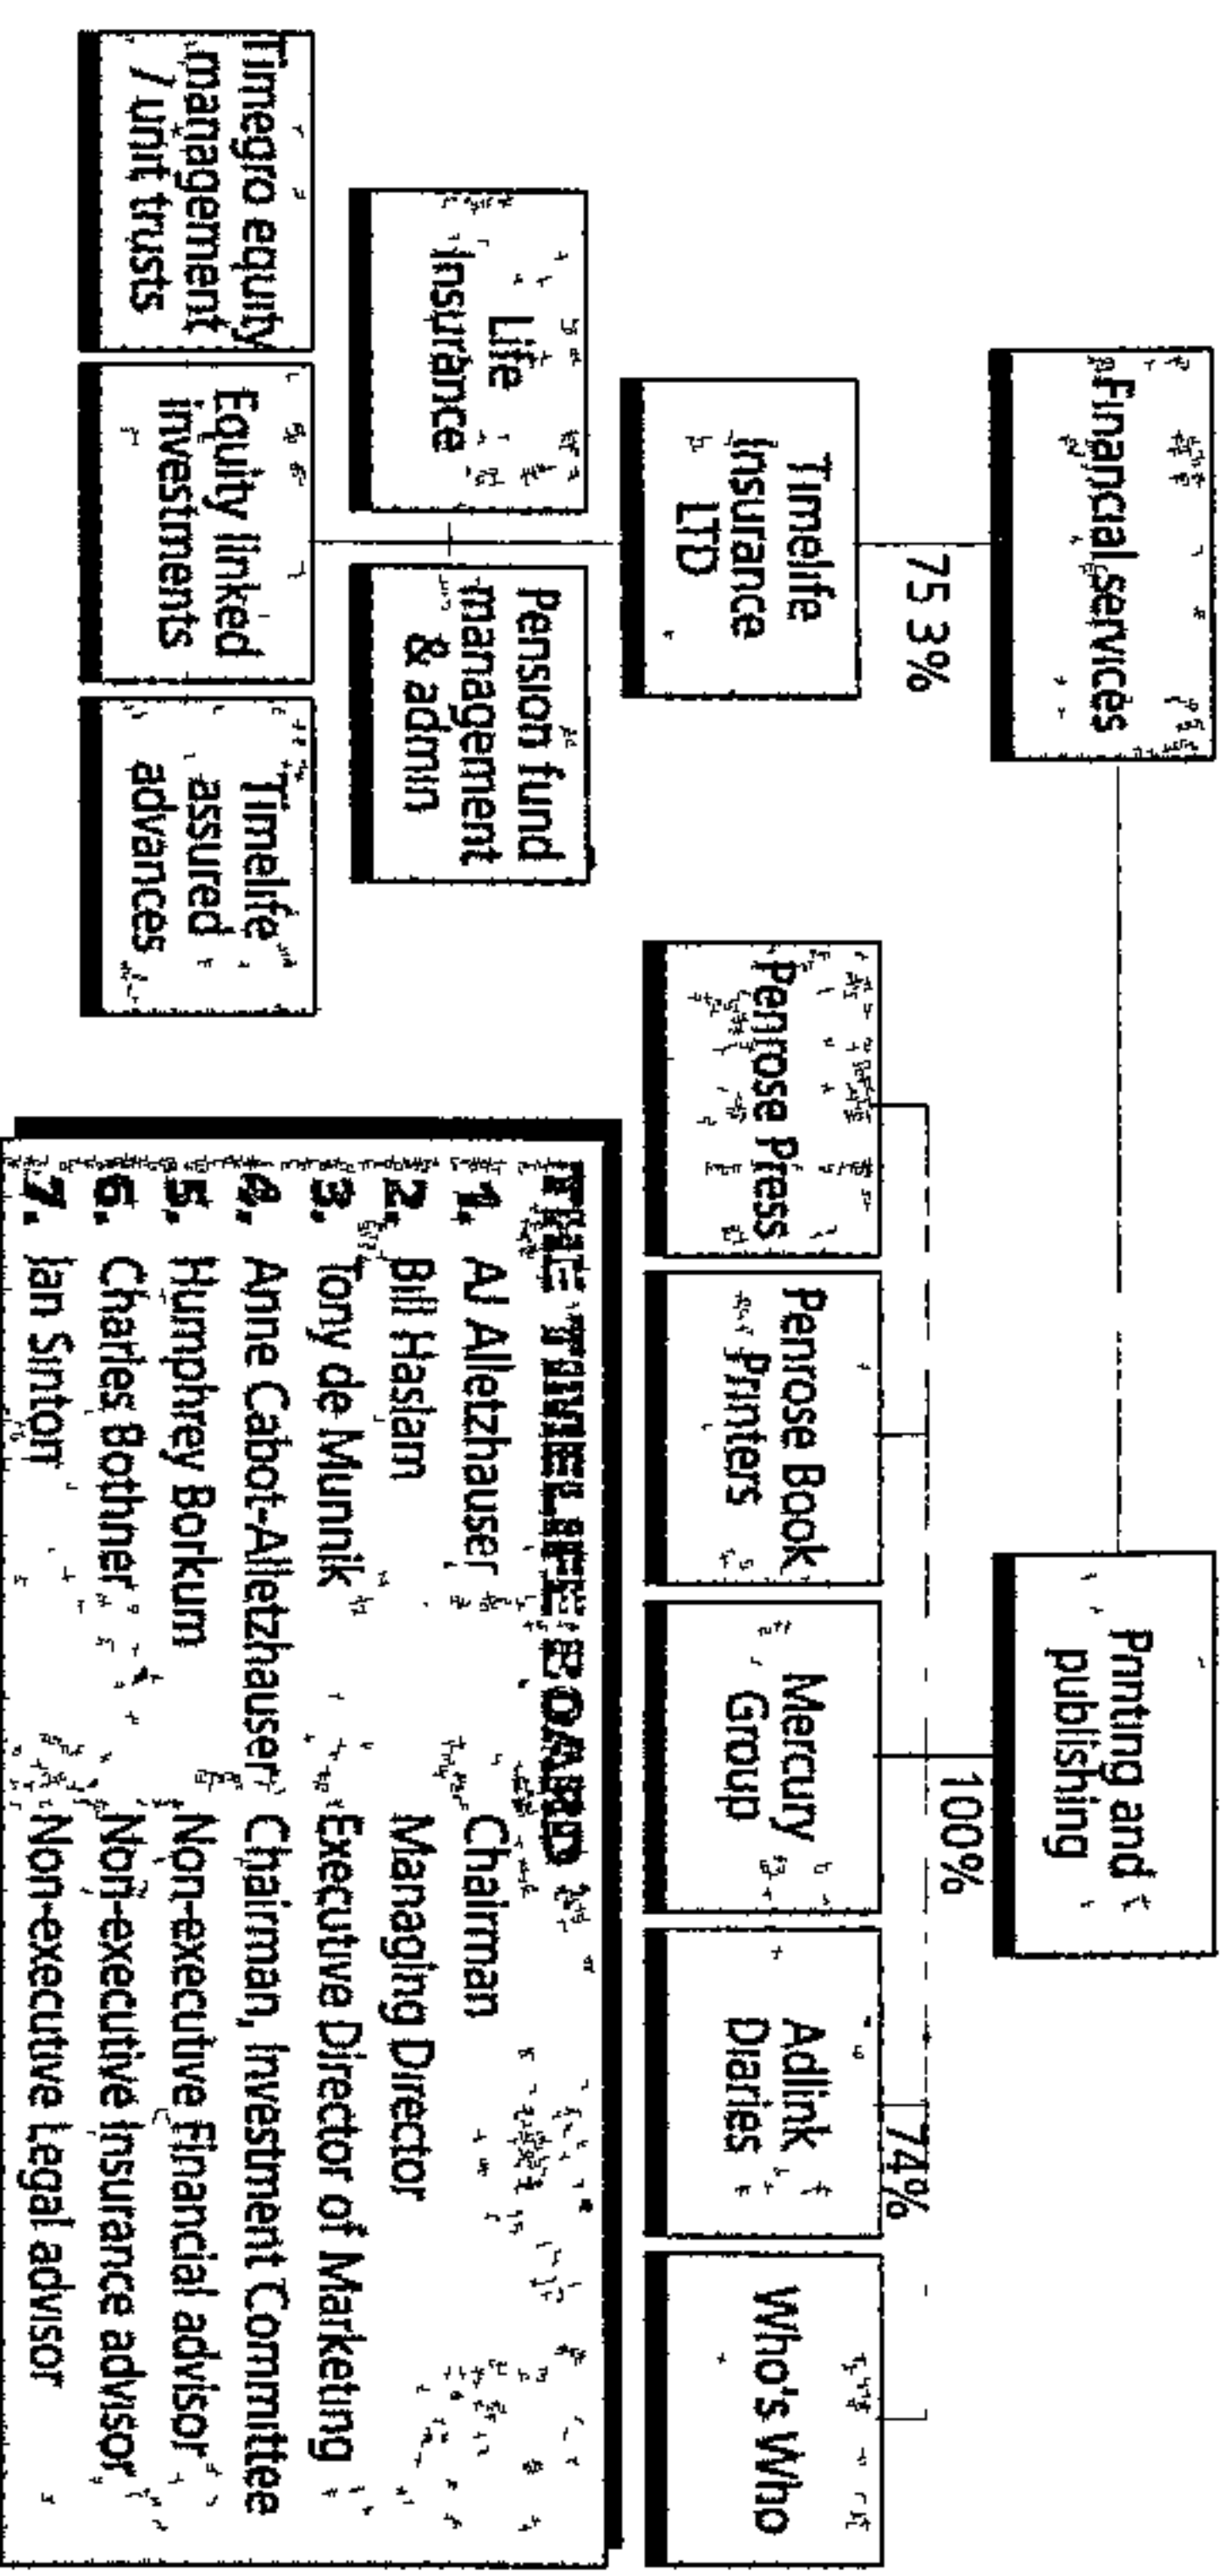 Financial services
Printing and
publishing
75 3%
100%
Timelife
Insurance
LTD
Penrose Press
Penrose Book
Printers
Mercury
Group
74%
Adlink
Diaries
Who's Who
Life
insurance
Pension fund
management
& admin
Timegro equity
management
/ unit trusts
Equity linked
investments
Timelife
assured
advances
THE TIMELIFE BOARD
1. AJ Alletzhauser Chairman
2. Bill Haslam Managing Director
3. Tony de Munnik Executive Director of Marketing
4. Anne Cabot-Alletzhauser Chairman, Investment Committee
5. Humphrey Borkum Non-executive Financial advisor
6. Charles Bothner Non-executive Insurance advisor
7. Ian Sinton Non-executive Legal advisor